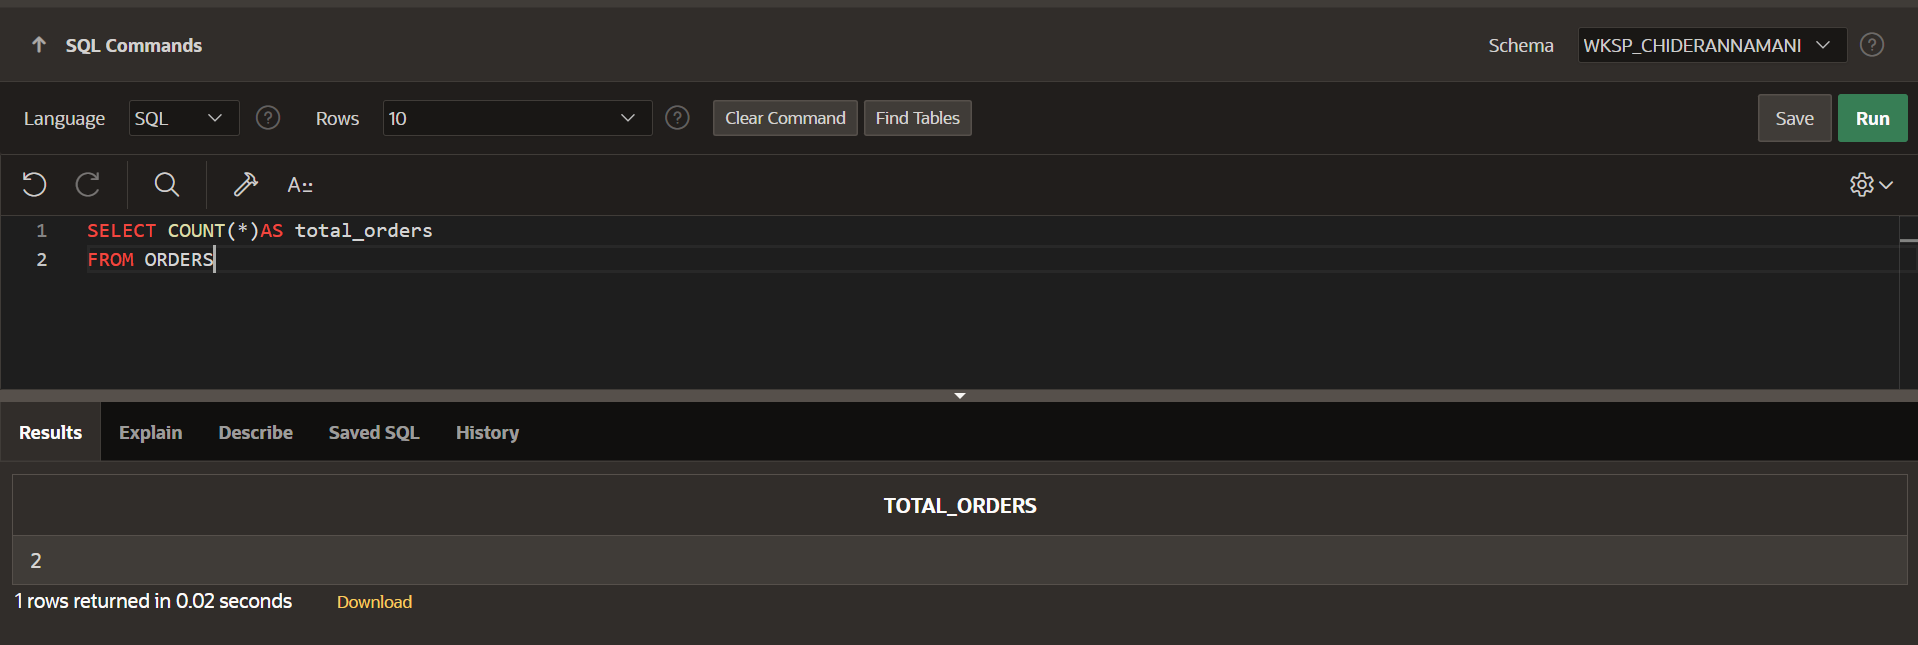 SQL Commands
Schema WKSP_CHIDERANNAMANI ?
Language SQL ? Rows 10 ? Clear Command Find Tables Save Run
A::
1 SELECT COUNT(*)AS total_orders
2 FROM ORDERS
Results Explain Describe Saved SQL History
TOTAL_ORDERS
2
1 rows returned in 0.02 seconds Download